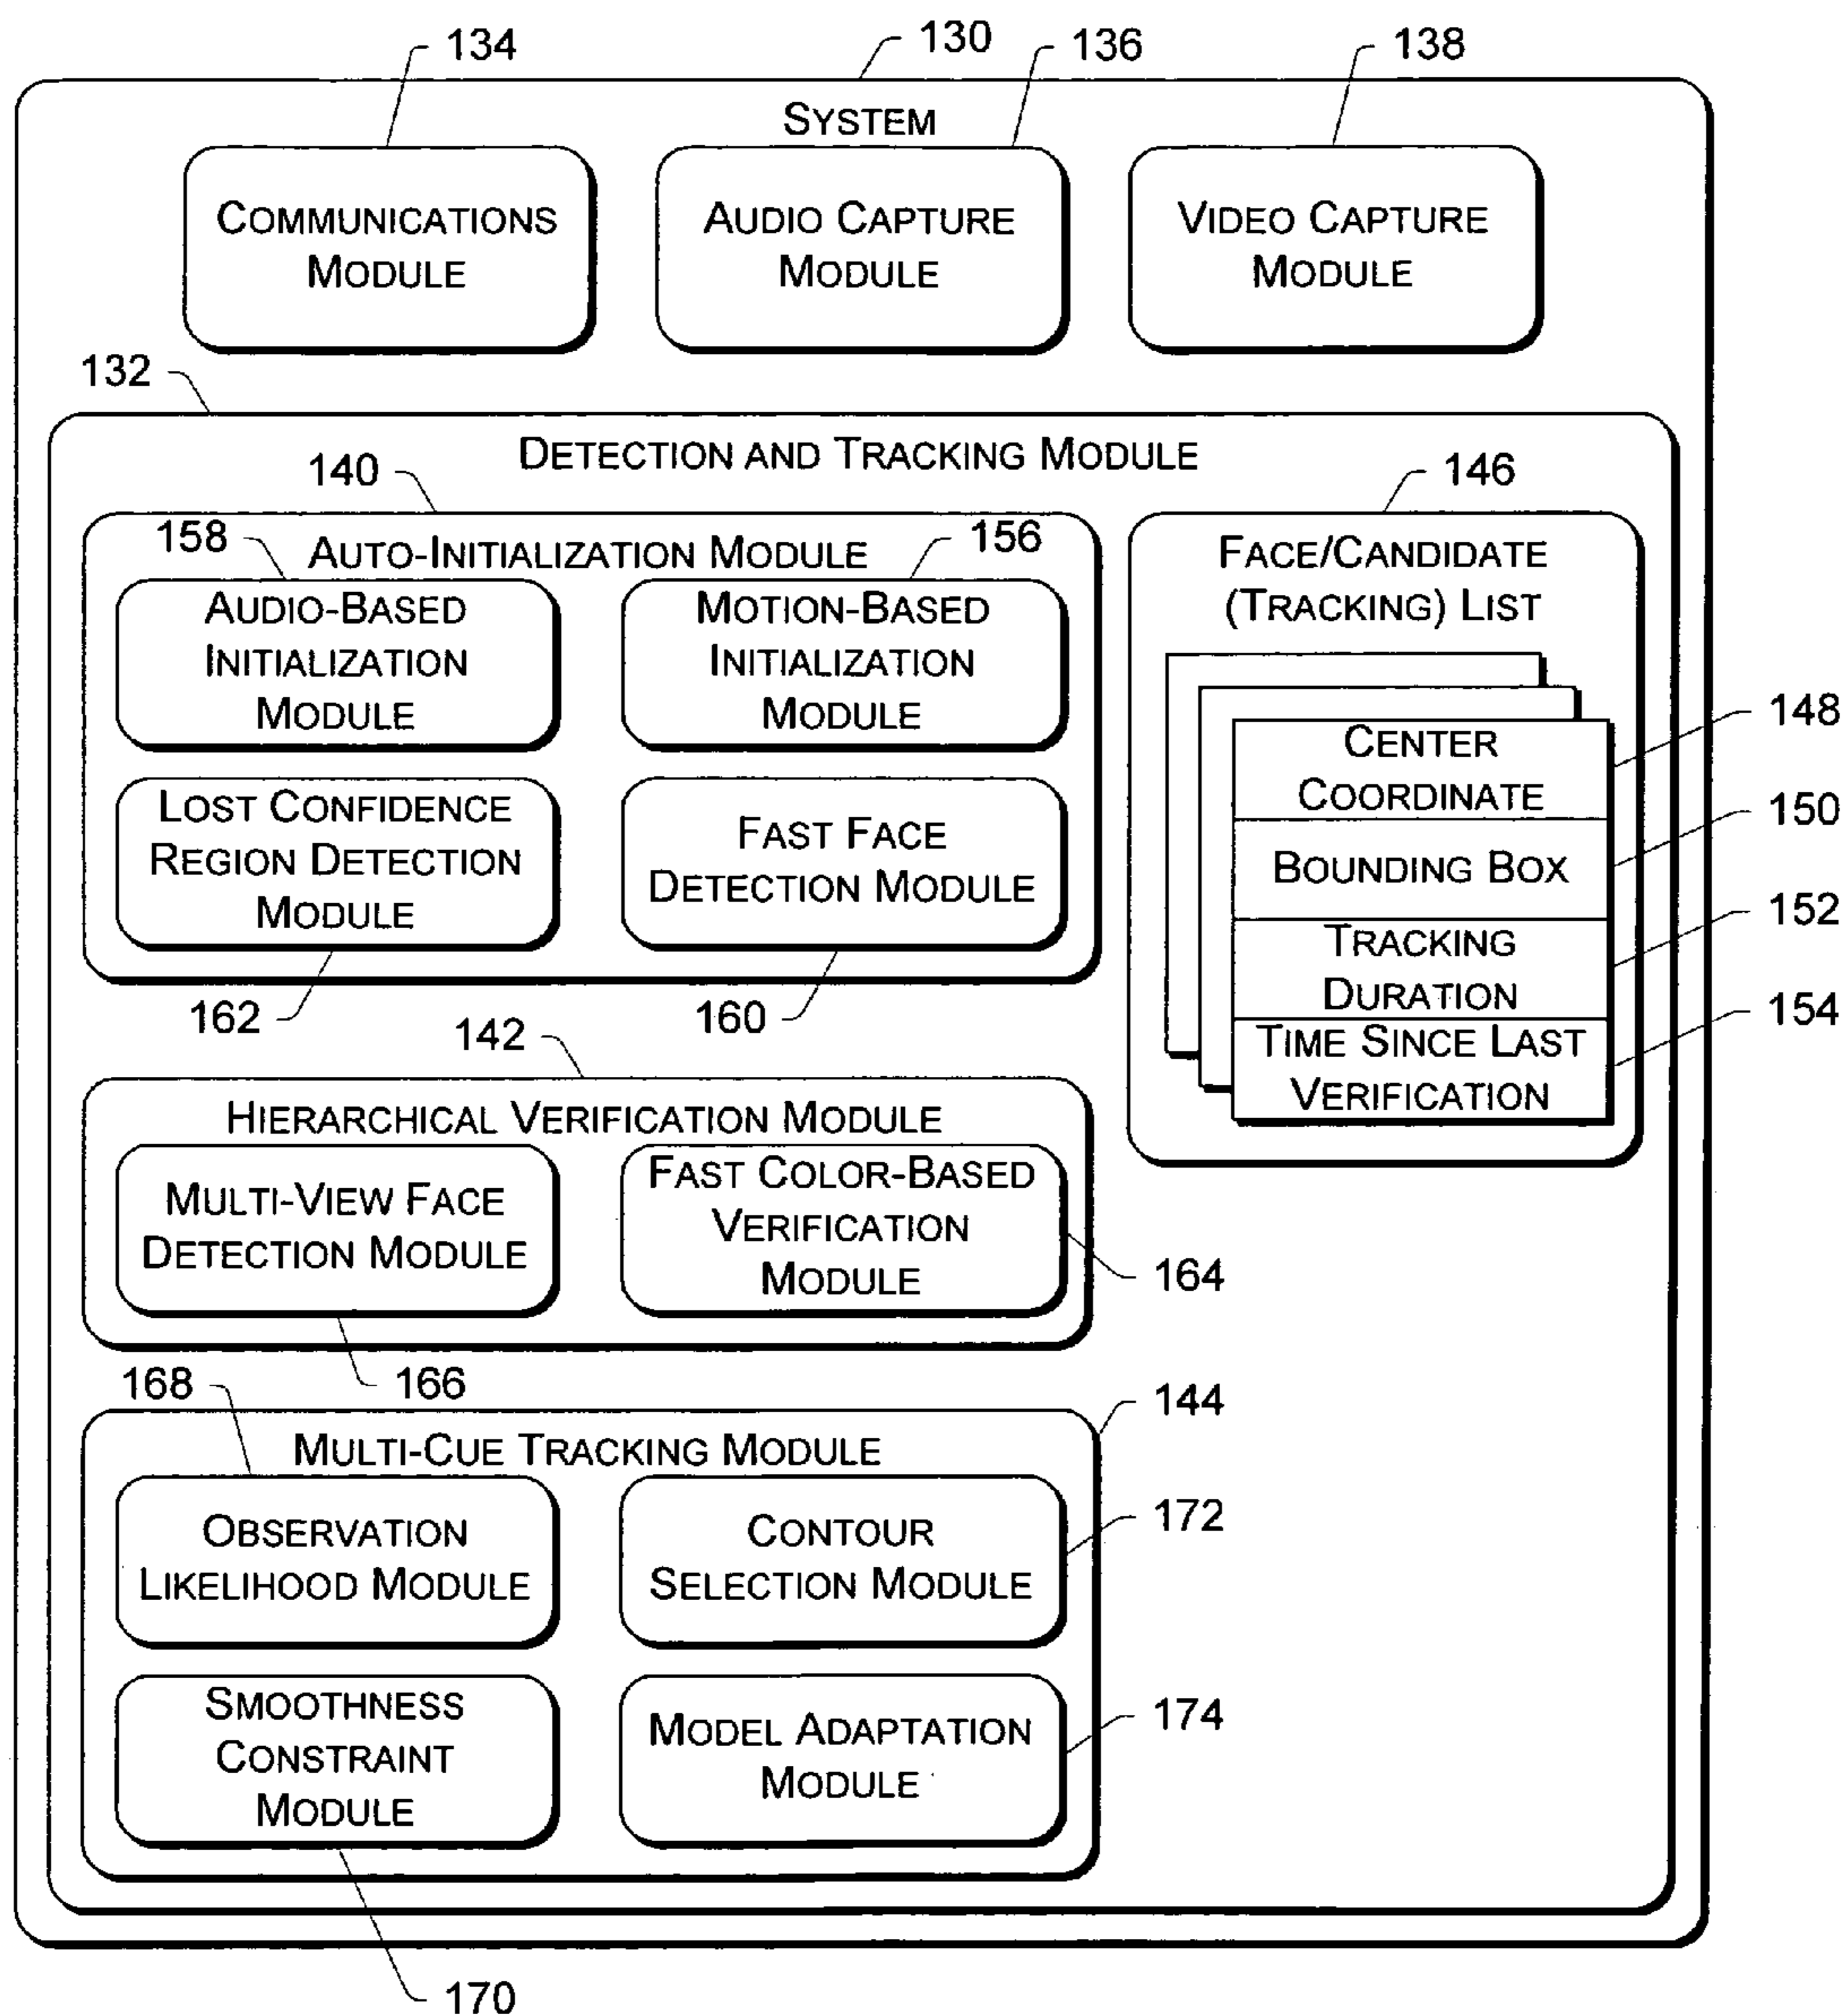 134
130
136
138
SYSTEM
COMMUNICATIONS
MODULE
AUDIO CAPTURE
MODULE
VIDEO CAPTURE
MODULE
132
DETECTION AND TRACKING MODULE
140
146
158
156
AUTO-INITIALIZATION MODULE
AUDIO-BASED
INITIALIZATION
MODULE
MOTION-BASED
INITIALIZATION
MODULE
LOST CONFIDENCE
REGION DETECTION
MODULE
FAST FACE
DETECTION MODULE
162
160
FACE/CANDIDATE
(TRACKING) LIST
CENTER
COORDINATE
148
BOUNDING BOX
150
TRACKING
DURATION
152
TIME SINCE LAST
VERIFICATION
154
142
HIERARCHICAL VERIFICATION MODULE
MULTI-VIEW FACE
DETECTION MODULE
FAST COLOR-BASED
VERIFICATION
MODULE
164
166
168
144
MULTI-CUE TRACKING MODULE
OBSERVATION
LIKELIHOOD MODULE
CONTOUR
SELECTION MODULE
172
SMOOTHNESS
CONSTRAINT
MODULE
MODEL ADAPTATION
MODULE
174
170